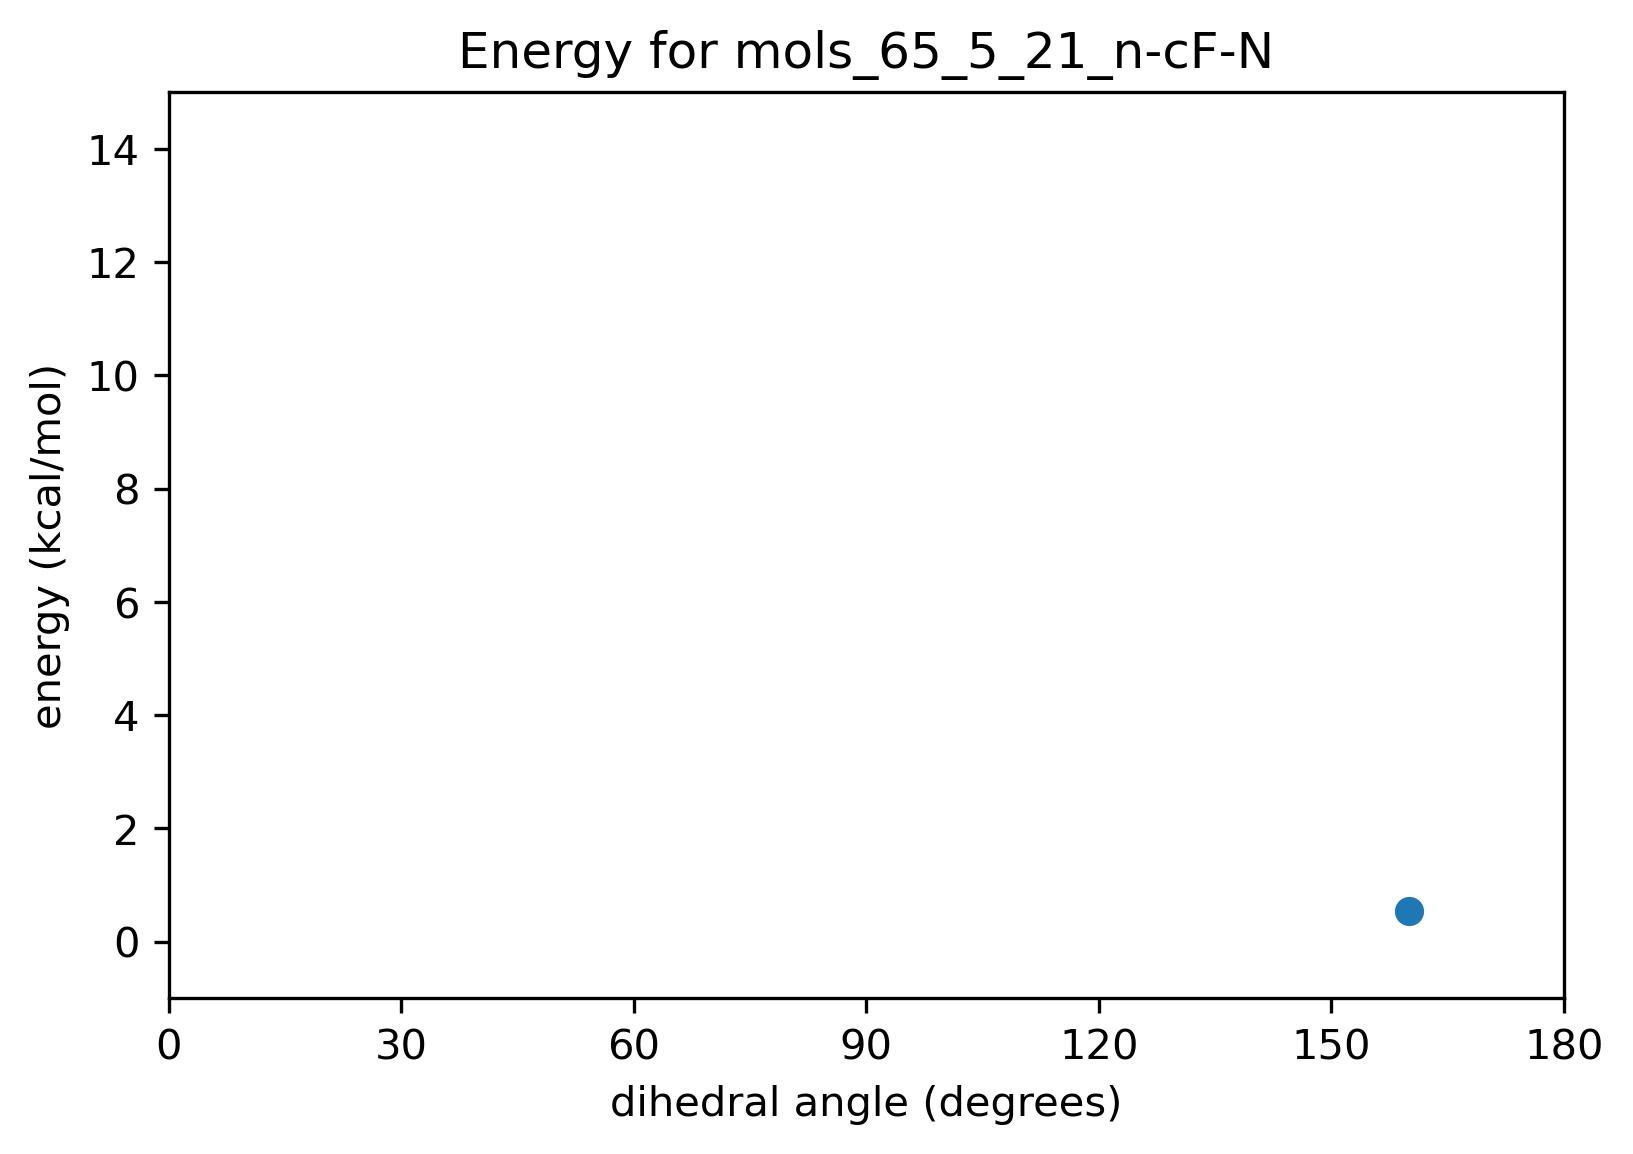 Energy for mols_65_5_21_n-cF-N
14
12
10
8
6
4
2
0
energy (kcal/mol)
0 30 60 90 120 150 180
dihedral angle (degrees)